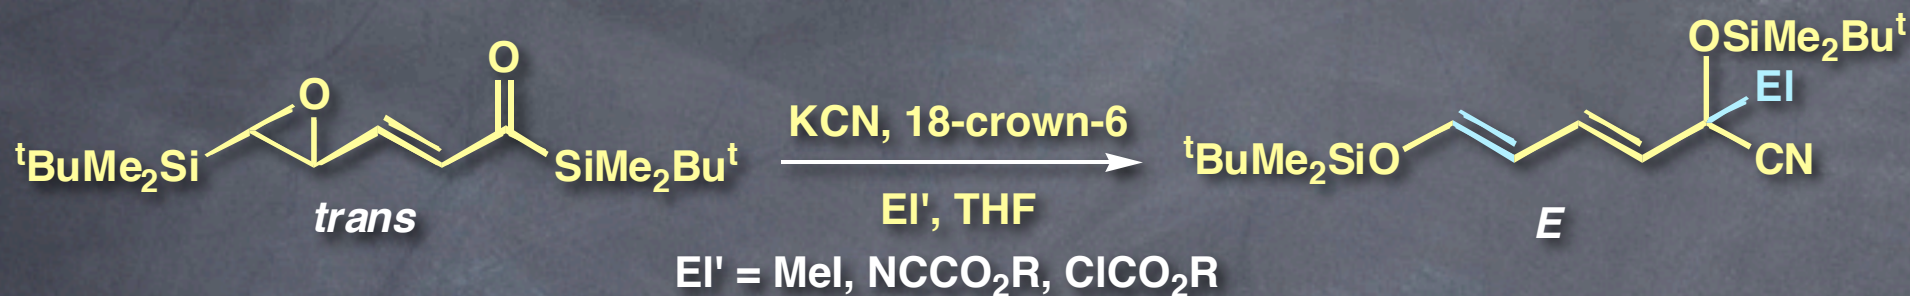 O
O
ᵗBuMe₂Si
SiMe₂Buᵗ
trans
KCN, 18-crown-6
El', THF
El' = MeI, NCCO₂R, ClCO₂R
OSiMe₂Buᵗ
El
CN
ᵗBuMe₂SiO
E